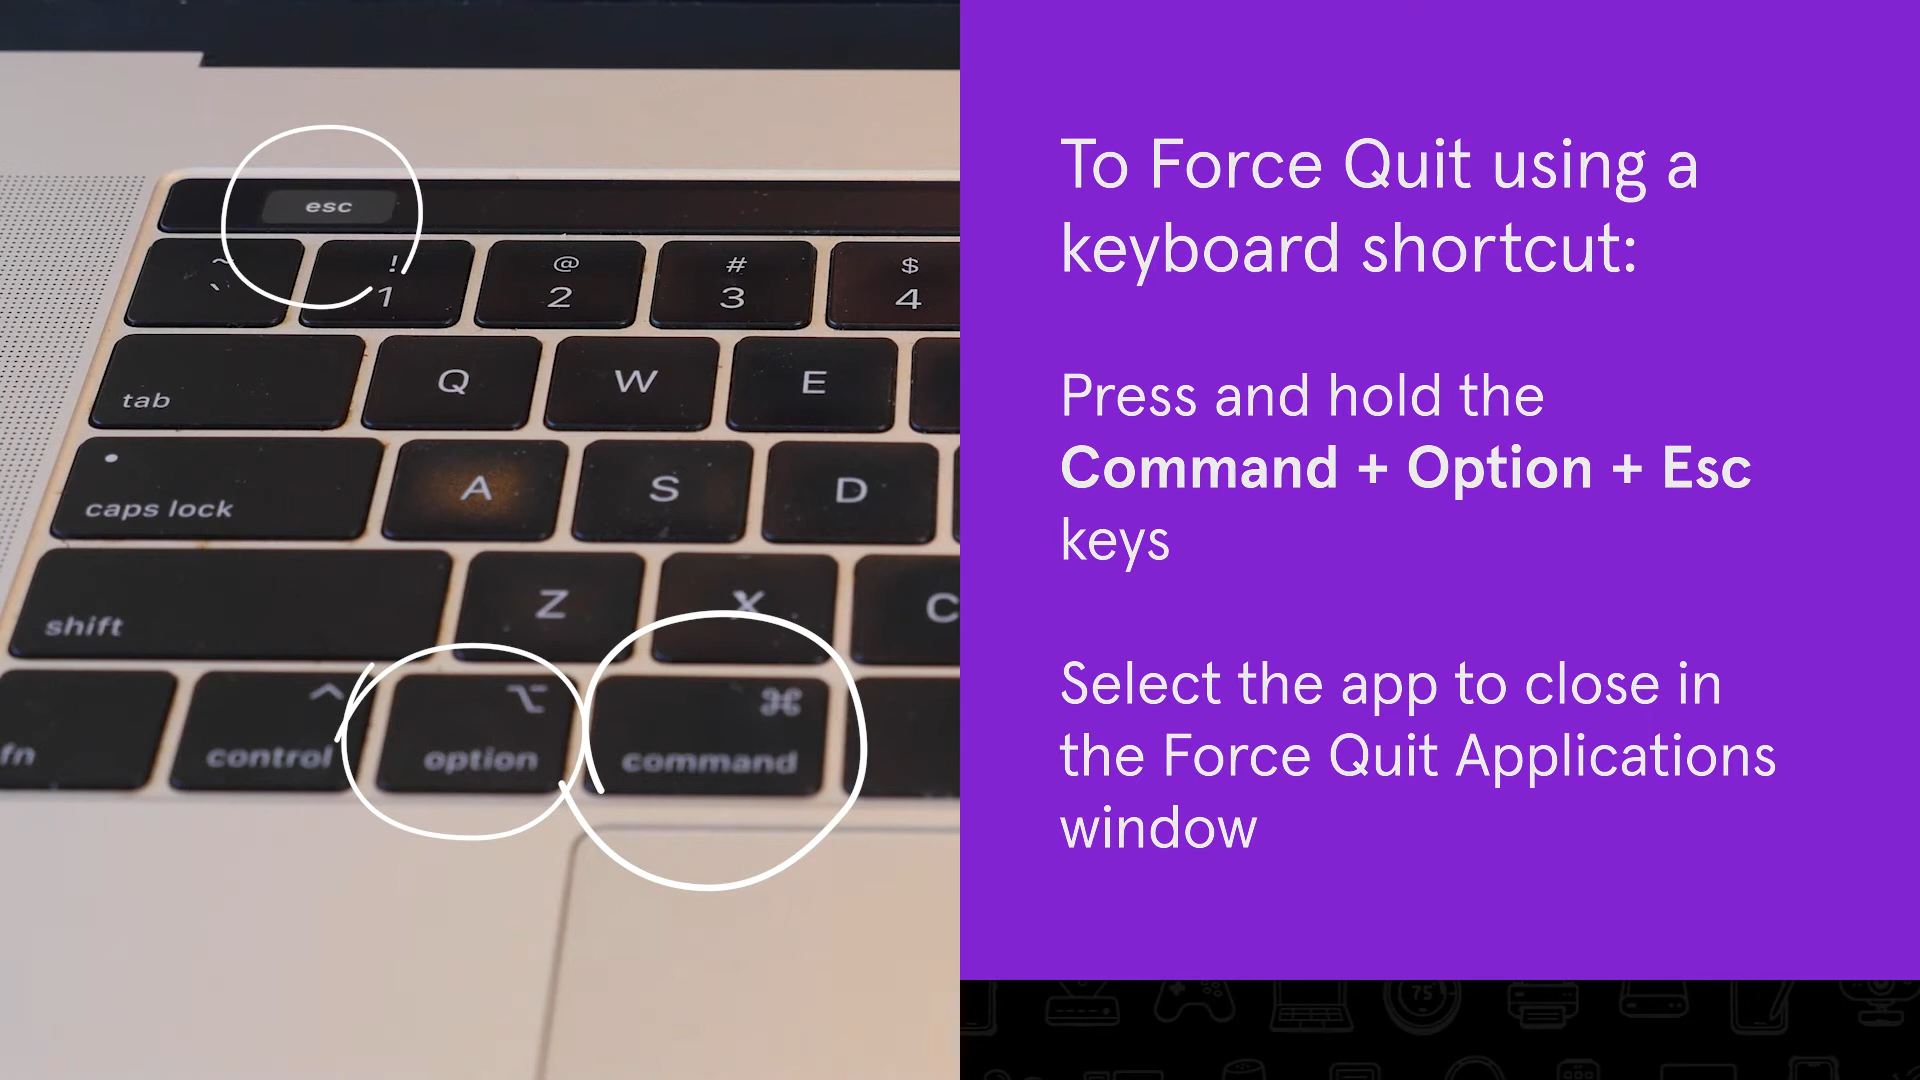 esc
~ ! @ # $
` 1 2 3 4
tab Q W E
caps lock A S D
shift Z X C
^ ⌥ ⌘
fn control option command
To Force Quit using a
keyboard shortcut:
Press and hold the
Command + Option + Esc
keys
Select the app to close in
the Force Quit Applications
window
75°